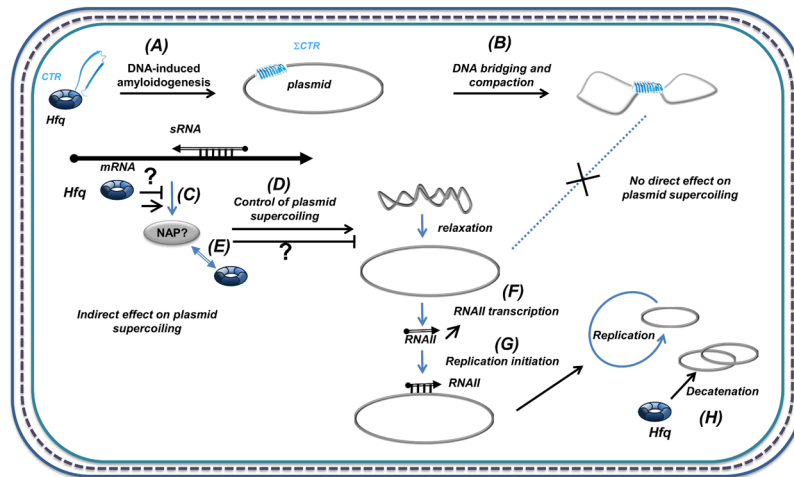 (A)
ΣCTR
(B)
CTR
DNA-induced
amyloidogenesis
plasmid
DNA bridging and
compaction
Hfq
sRNA
mRNA
?
Hfq
(C)
(D)
Control of plasmid
supercoiling
?
NAP?
(E)
No direct effect on
plasmid supercoiling
relaxation
Indirect effect on plasmid
supercoiling
(F)
RNAII transcription
RNAII
(G)
Replication initiation
RNAII
Replication
Decatenation
Hfq
(H)